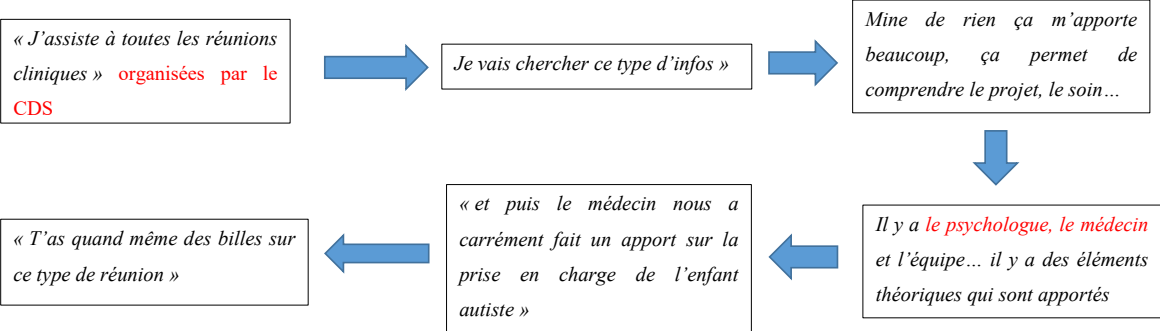 « J'assiste à toutes les réunions
cliniques » organisées par le
CDS
Je vais chercher ce type d'infos »
Mine de rien ça m'apporte
beaucoup, ça permet de
comprendre le projet, le soin…
Il y a le psychologue, le médecin
et l'équipe… il y a des éléments
théoriques qui sont apportés
« et puis le médecin nous a
carrément fait un apport sur la
prise en charge de l'enfant
autiste »
« T'as quand même des billes sur
ce type de réunion »